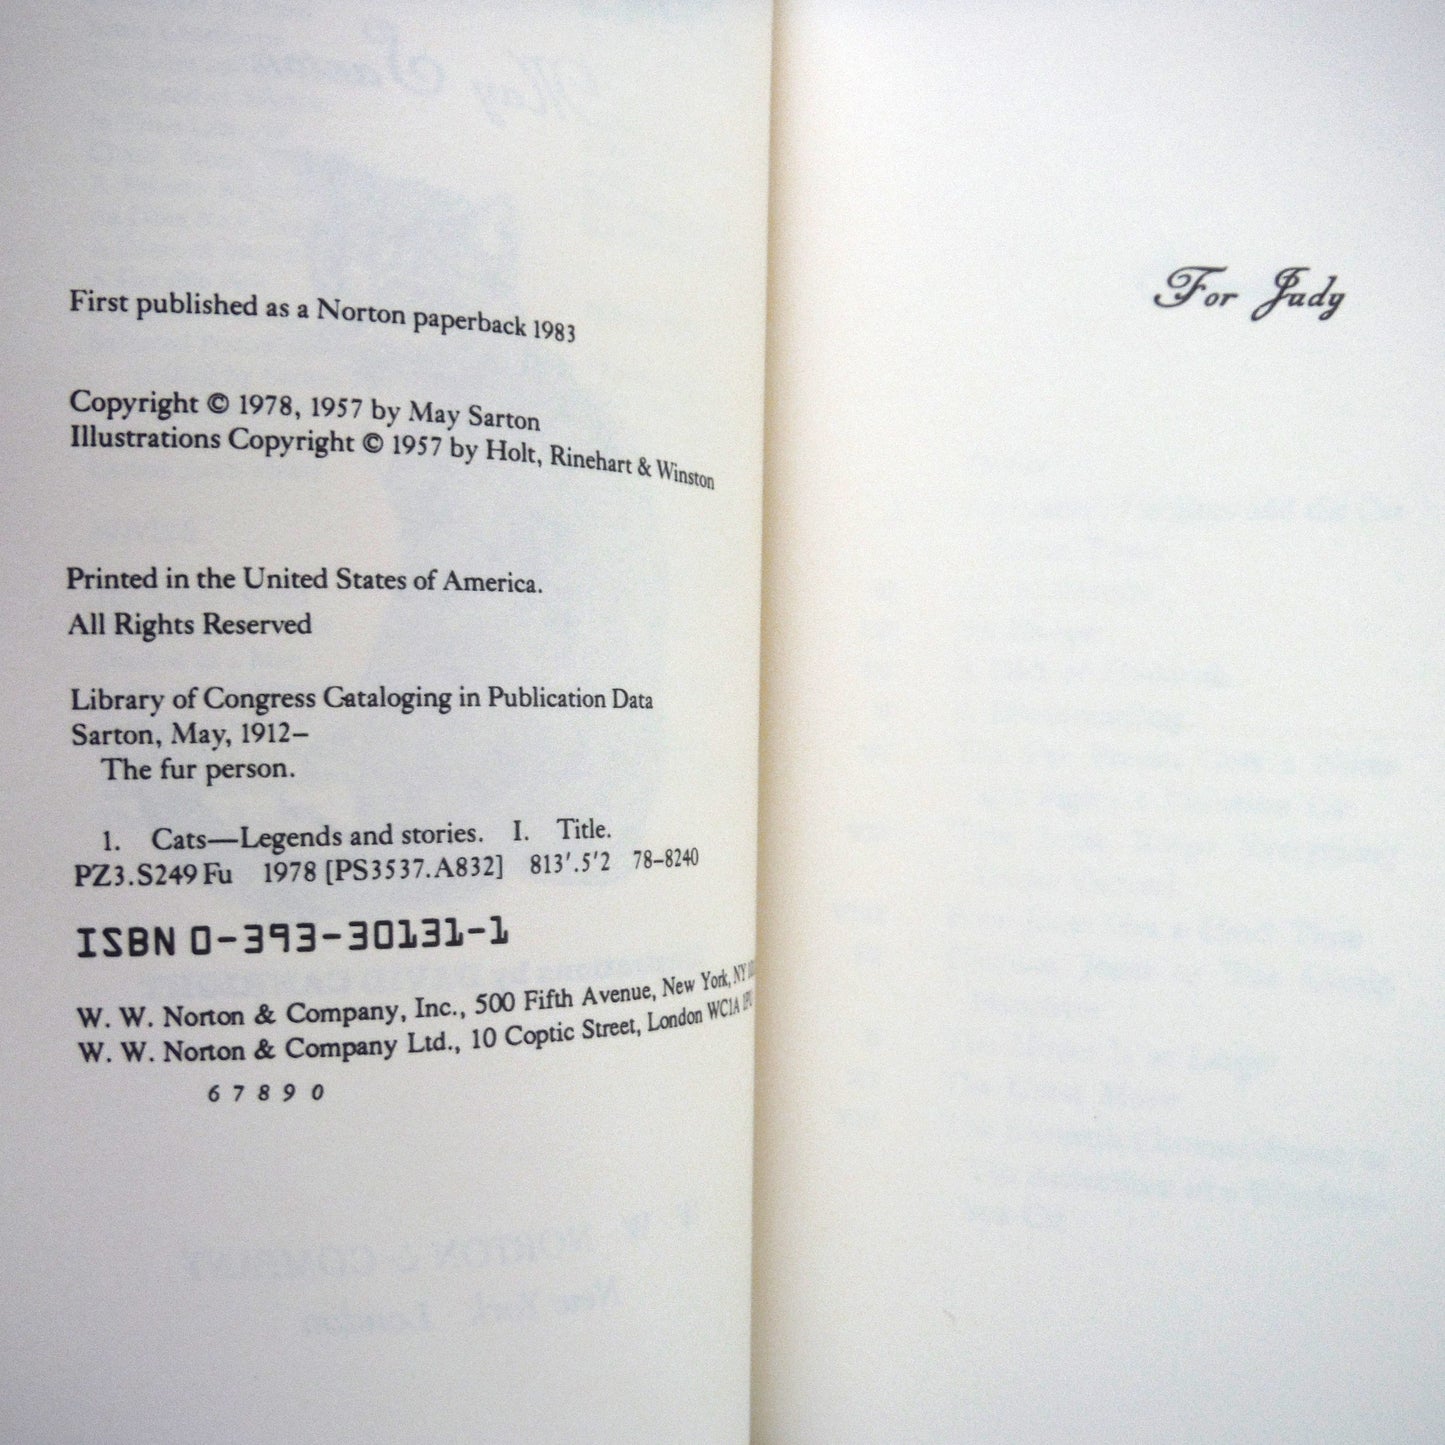 First published as a Norton paperback 1983
Copyright © 1978, 1957 by May Sarton
Illustrations Copyright © 1957 by Holt, Rinehart & Winston
Printed in the United States of America.
All Rights Reserved
Library of Congress Cataloging in Publication Data
Sarton, May, 1912–
The fur person.
1. Cats—Legends and stories. I. Title.
PZ3.S249 Fu 1978 [PS3537.A832] 813'.5'2 78–8240
ISBN 0-393-30131-1
W. W. Norton & Company, Inc., 500 Fifth Avenue, New York, NY
W. W. Norton & Company Ltd., 10 Coptic Street, London WC1A 1PU
6 7 8 9 0
For Judy